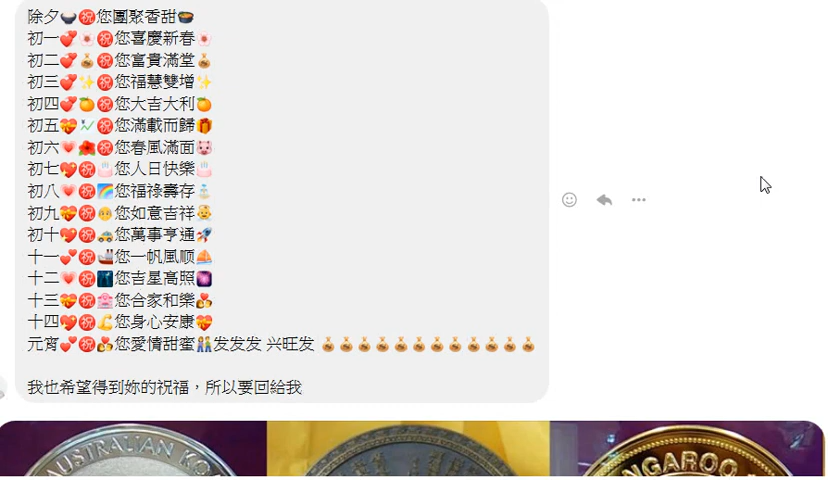 除夕🍚㊗️您團聚香甜🍲
初一💕🌸㊗️您喜慶新春🌸
初二💕💰㊗️您富貴滿堂💰
初三💕✨㊗️您福慧雙增✨
初四💕🍊㊗️您大吉大利🍊
初五💝💹㊗️您滿載而歸🎁
初六💗🌺㊗️您春風滿面🐷
初七💖㊗️🎂您人日快樂🎂
初八💗㊗️🌈您福祿壽存⛲
初九💝㊗️👴您如意吉祥👵
初十💖㊗️🚕您萬事亨通🚀
十一💕㊗️🚢您一帆風顺⛵
十二💗㊗️🌃您吉星高照🎆
十三💝㊗️🏩您合家和樂💑
十四💖㊗️💪您身心安康💝
元宵💕㊗️💑您愛情甜蜜👫发发发 兴旺发 💰💰💰💰💰💰💰💰💰💰💰💰
我也希望得到妳的祝福，所以要回給我
AUSTRALIAN KO
NGAROO